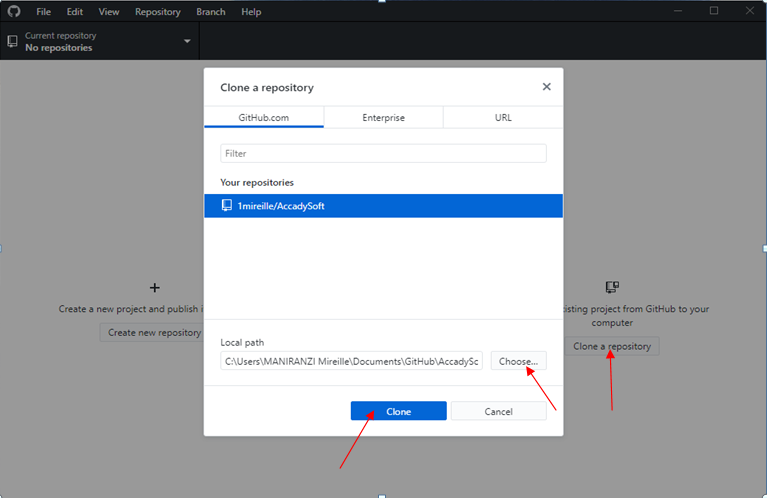 File Edit View Repository Branch Help
Current repository
No repositories
Clone a repository
GitHub.com Enterprise URL
Filter
Your repositories
1mireille/AccadySoft
Create a new project and publish i
Create new repository
isting project from GitHub to your
computer
Clone a repository
Local path
C:\Users\MANIRANZI Mireille\Documents\GitHub\AccadySc
Choose...
Clone Cancel